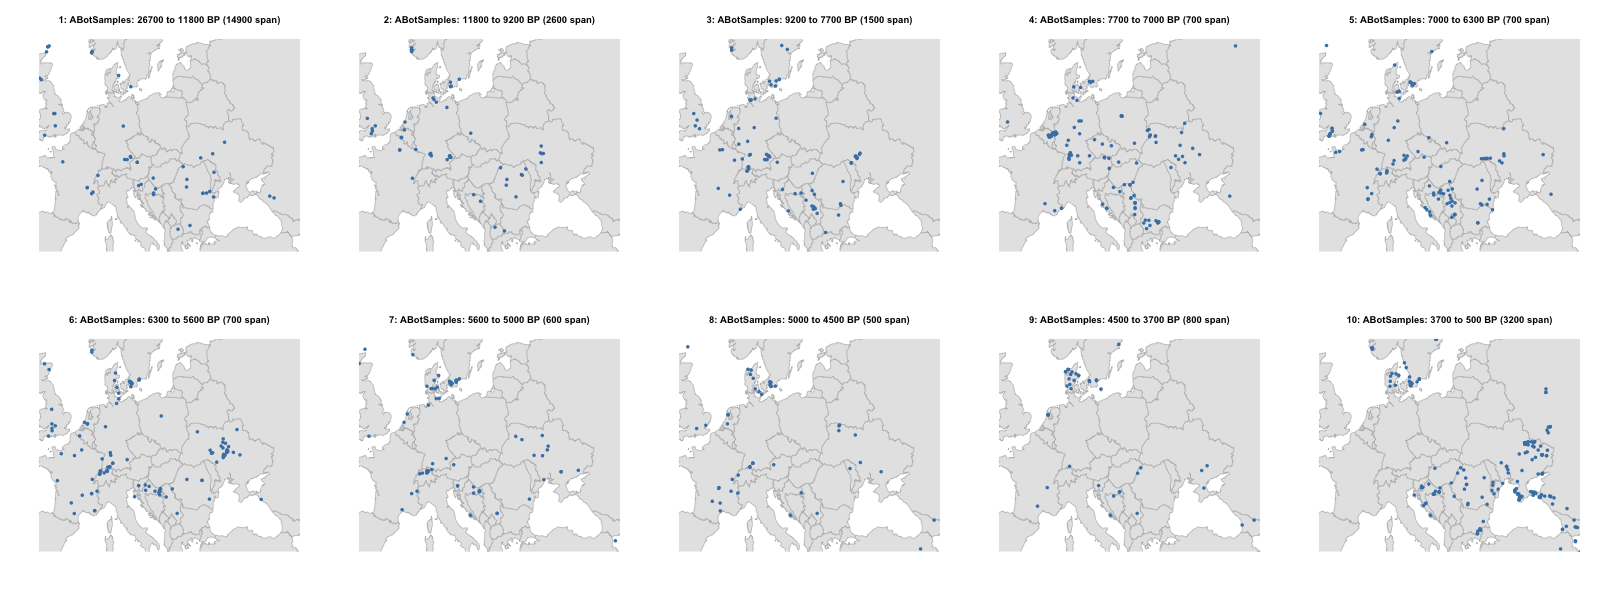 1: ABotSamples: 26700 to 11800 BP (14900 span)
2: ABotSamples: 11800 to 9200 BP (2600 span)
3: ABotSamples: 9200 to 7700 BP (1500 span)
4: ABotSamples: 7700 to 7000 BP (700 span)
5: ABotSamples: 7000 to 6300 BP (700 span)
6: ABotSamples: 6300 to 5600 BP (700 span)
7: ABotSamples: 5600 to 5000 BP (600 span)
8: ABotSamples: 5000 to 4500 BP (500 span)
9: ABotSamples: 4500 to 3700 BP (800 span)
10: ABotSamples: 3700 to 500 BP (3200 span)